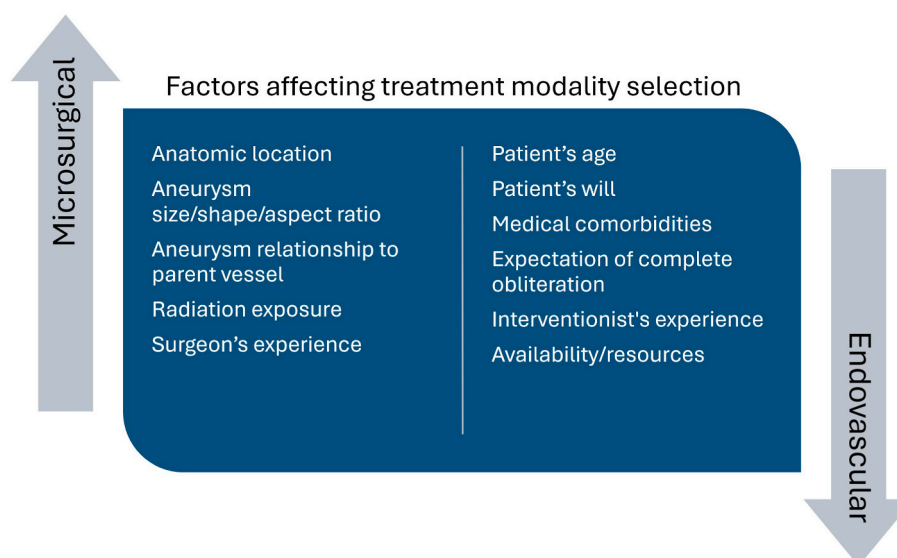 Microsurgical
Factors affecting treatment modality selection
Anatomic location
Aneurysm
size/shape/aspect ratio
Aneurysm relationship to
parent vessel
Radiation exposure
Surgeon’s experience
Patient’s age
Patient’s will
Medical comorbidities
Expectation of complete
obliteration
Interventionist's experience
Availability/resources
Endovascular